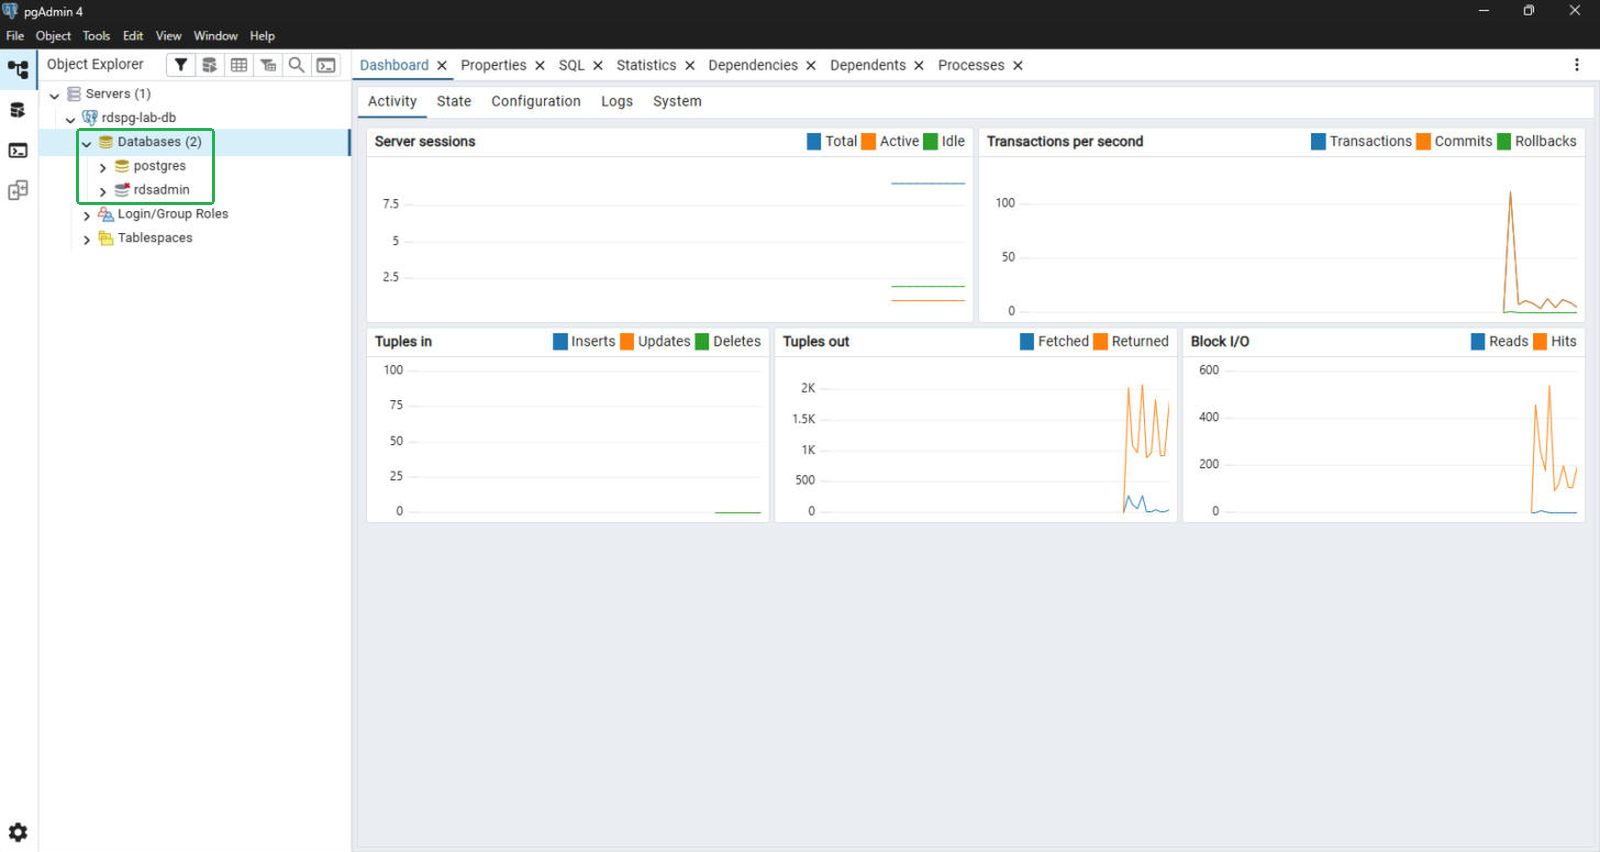 pgAdmin 4
File Object Tools Edit View Window Help
Object Explorer
Dashboard Properties SQL Statistics Dependencies Dependents Processes
Servers (1)
rdspg-lab-db
Databases (2)
postgres
rdsadmin
Login/Group Roles
Tablespaces
Activity State Configuration Logs System
Server sessions Total Active Idle
7.5
5
2.5
Transactions per second Transactions Commits Rollbacks
100
50
0
Tuples in Inserts Updates Deletes
100
75
50
25
0
Tuples out Fetched Returned
2K
1.5K
1K
500
0
Block I/O Reads Hits
600
400
200
0